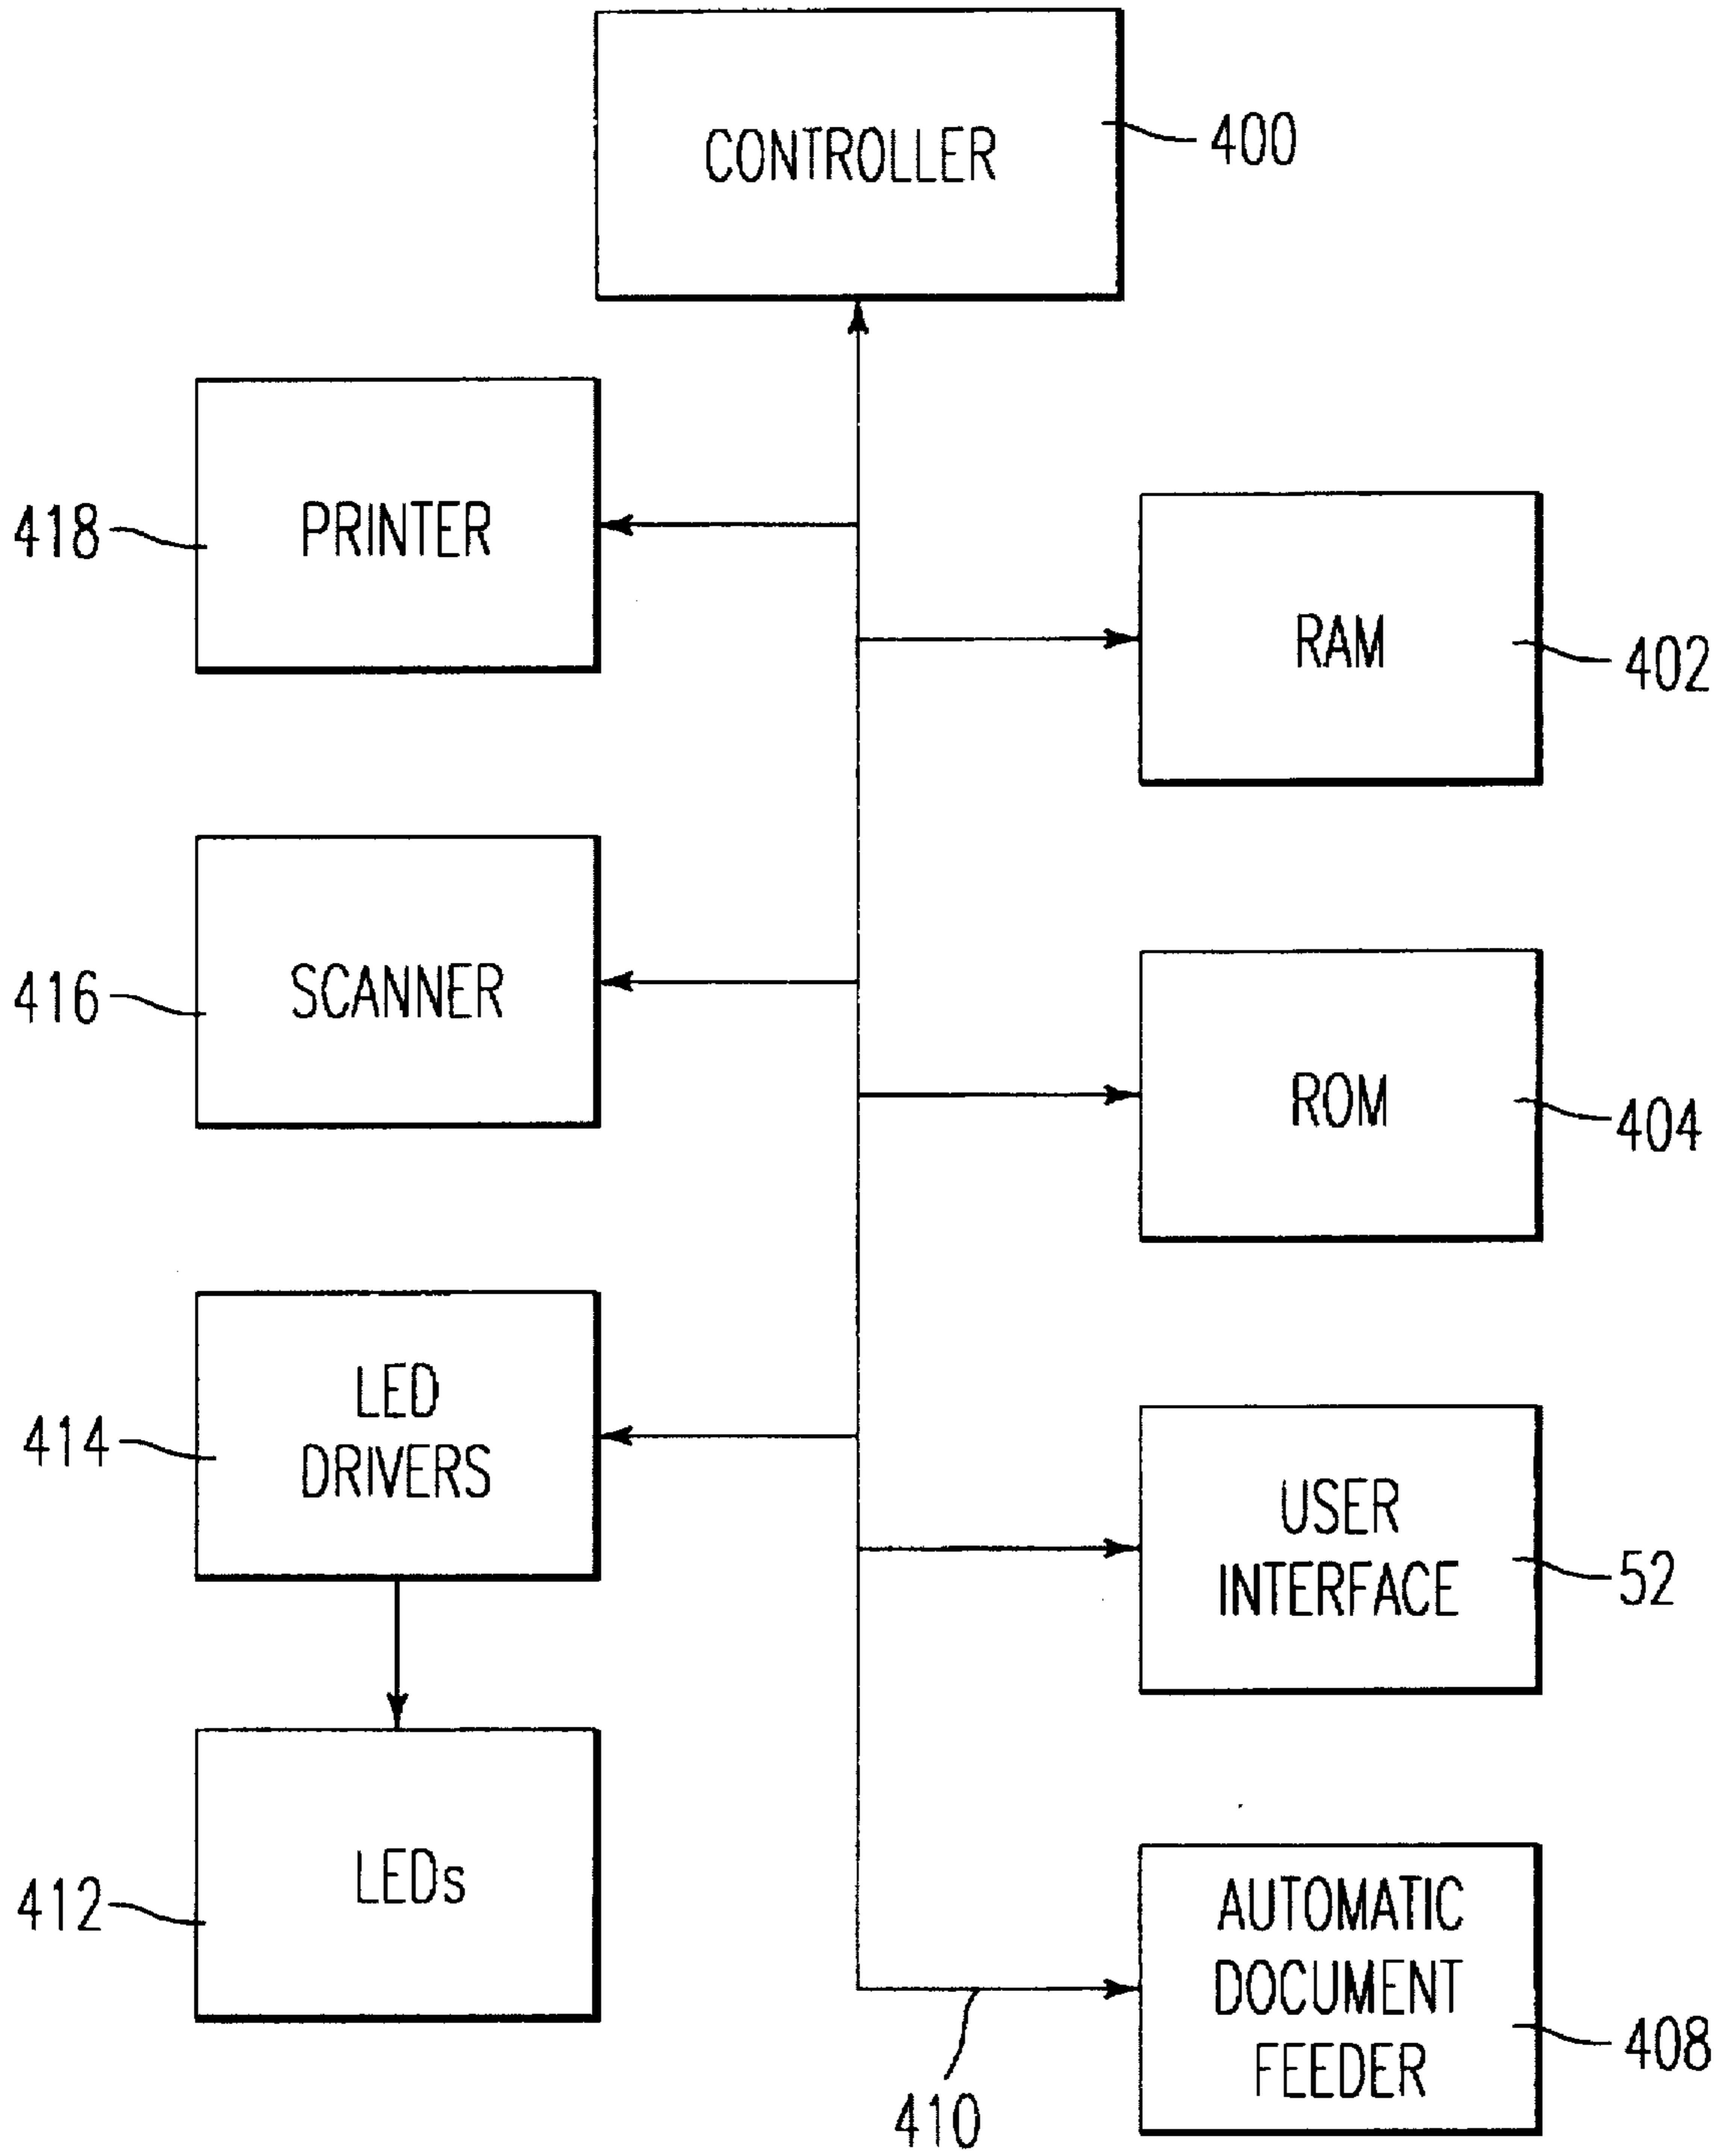 CONTROLLER
400
418
PRINTER
RAM
402
416
SCANNER
ROM
404
414
LED
DRIVERS
USER
INTERFACE
52
412
LEDs
AUTOMATIC
DOCUMENT
FEEDER
408
410